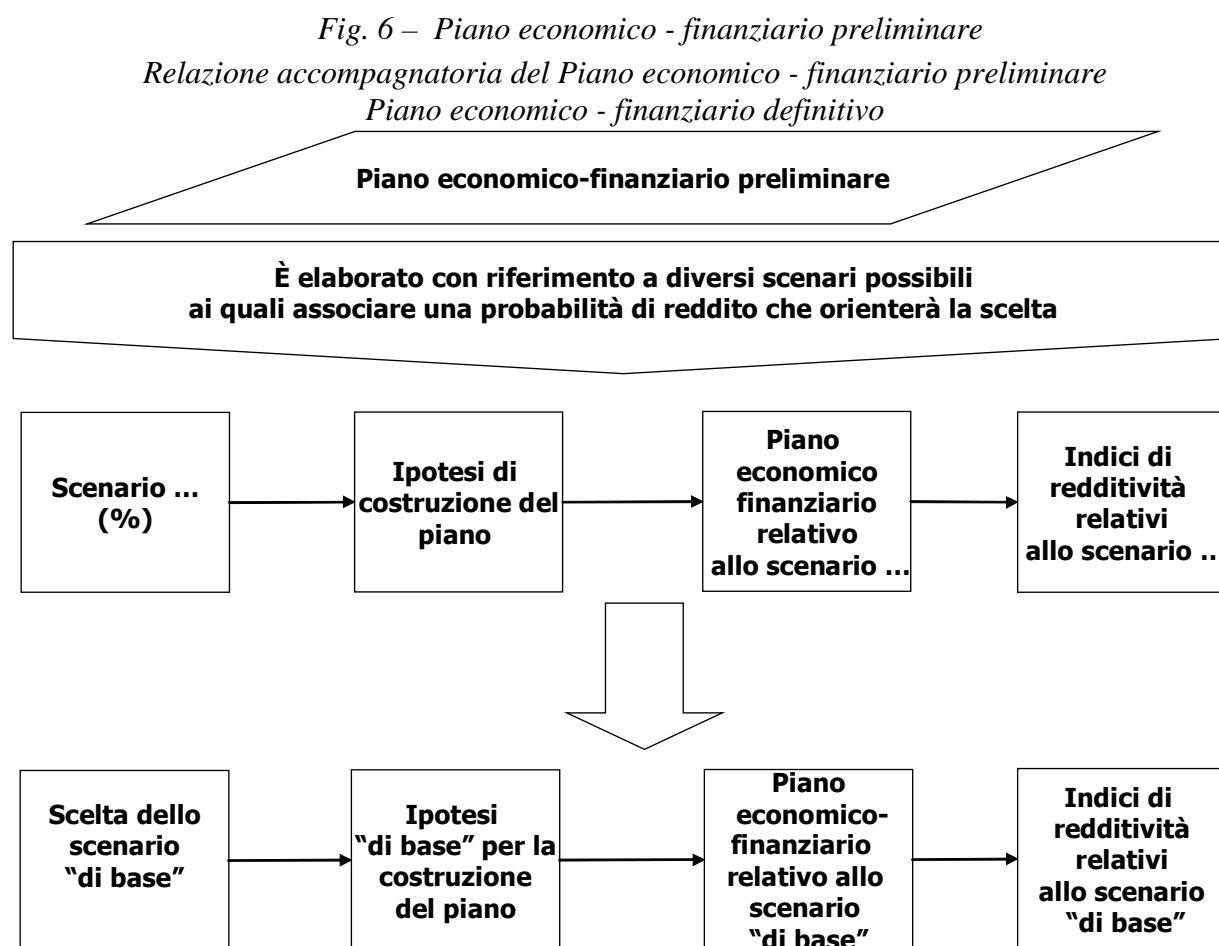 Fig. 6 – Piano economico - finanziario preliminare
Relazione accompagnatoria del Piano economico - finanziario preliminare
Piano economico - finanziario definitivo
Piano economico-finanziario preliminare
È elaborato con riferimento a diversi scenari possibili
ai quali associare una probabilità di reddito che orienterà la scelta
Scenario …
(%)
Ipotesi di
costruzione del
piano
Piano
economico
finanziario
relativo
allo scenario …
Indici di
redditività
relativi
allo scenario ..
Scelta dello
scenario
“di base”
Ipotesi
“di base” per la
costruzione
del piano
Piano
economico-
finanziario
relativo allo
scenario
“di base”
Indici di
redditività
relativi
allo scenario
“di base”